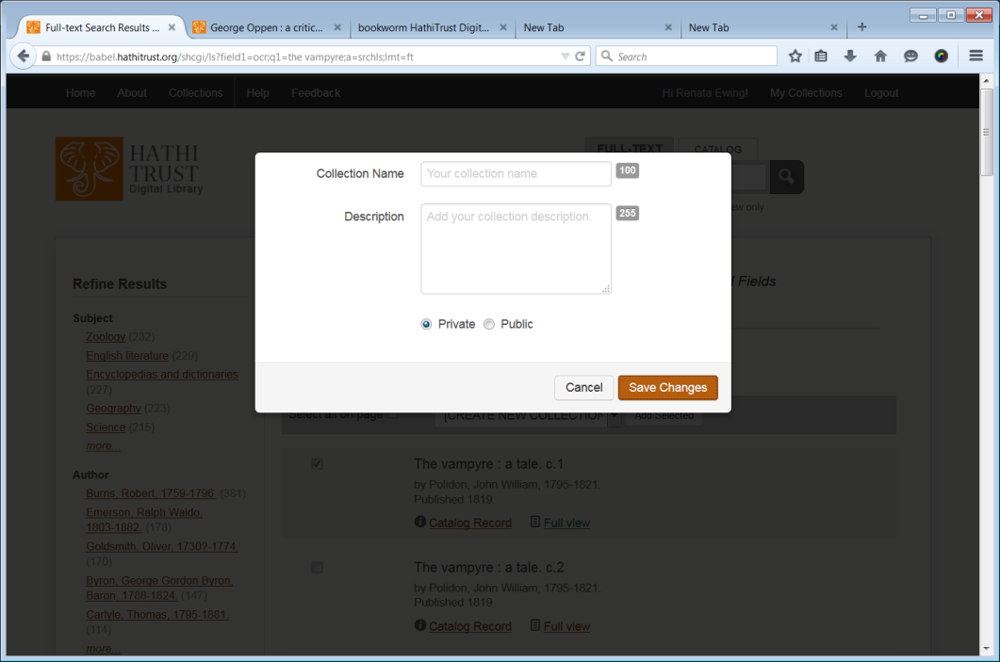 Full-text Search Results ...
George Oppen : a critic...
bookworm HathiTrust Digit...
New Tab
New Tab
https://babel.hathitrust.org/shcgi/ls?field1=ocr;q1=the vampyre;a=srchls;lmt=ft
Search
Home About Collections Help Feedback
Hi Renata Ewing! My Collections Logout
HATHI
TRUST
Digital Library
FULL-TEXT CATALOG
only
Collection Name Your collection name 100
Description Add your collection description. 255
Private Public
Cancel Save Changes
Fields
Refine Results
Subject
Zoology (232)
English literature (229)
Encyclopedias and dictionaries
(227)
Geography (223)
Science (215)
more...
Author
Burns, Robert, 1759-1796. (381)
Emerson, Ralph Waldo,
1803-1882. (178)
Goldsmith, Oliver, 1730?-1774.
(170)
Byron, George Gordon Byron,
Baron, 1788-1824. (147)
Carlyle, Thomas, 1795-1881.
(114)
more...
Select all on page [CREATE NEW COLLECTION Add Selected
The vampyre : a tale. c.1
by Polidori, John William, 1795-1821.
Published 1819
Catalog Record Full view
The vampyre : a tale. c.2
by Polidori, John William, 1795-1821.
Published 1819
Catalog Record Full view